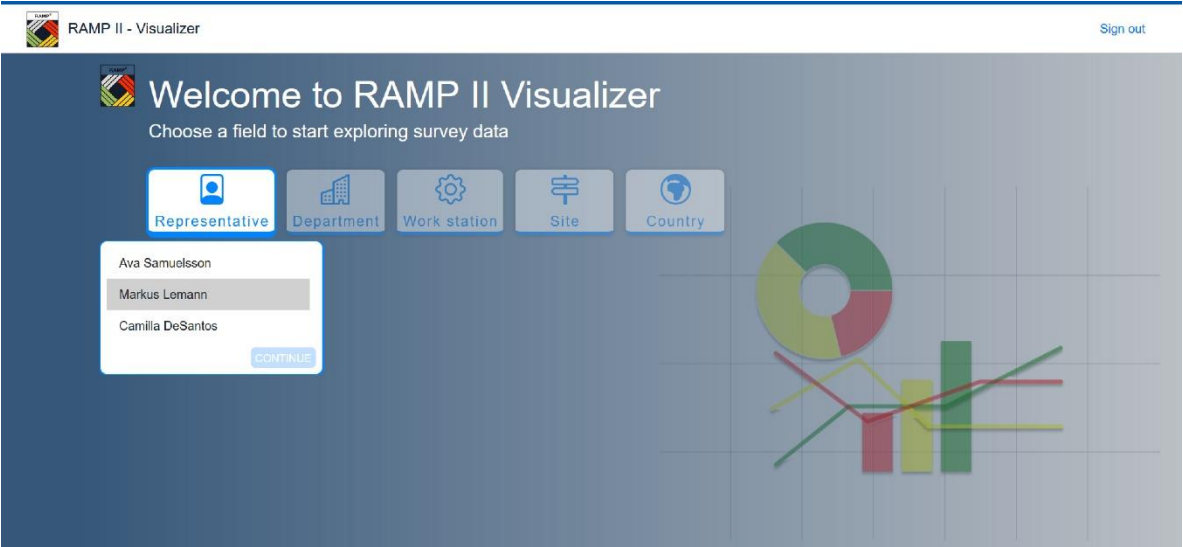 RAMP II - Visualizer
Sign out
Welcome to RAMP II Visualizer
Choose a field to start exploring survey data
Representative
Department
Work station
Site
Country
Ava Samuelsson
Markus Lemann
Camilla DeSantos
CONTINUE